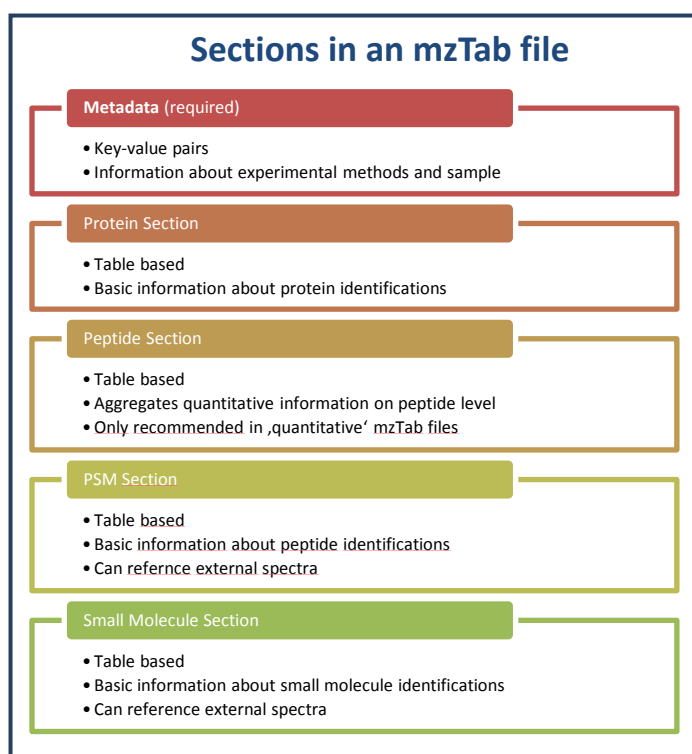 Sections in an mzTab file
Metadata (required)
• Key-value pairs
• Information about experimental methods and sample
Protein Section
• Table based
• Basic information about protein identifications
Peptide Section
• Table based
• Aggregates quantitative information on peptide level
• Only recommended in ‚quantitative‘ mzTab files
PSM Section
• Table based
• Basic information about peptide identifications
• Can refernce external spectra
Small Molecule Section
• Table based
• Basic information about small molecule identifications
• Can reference external spectra